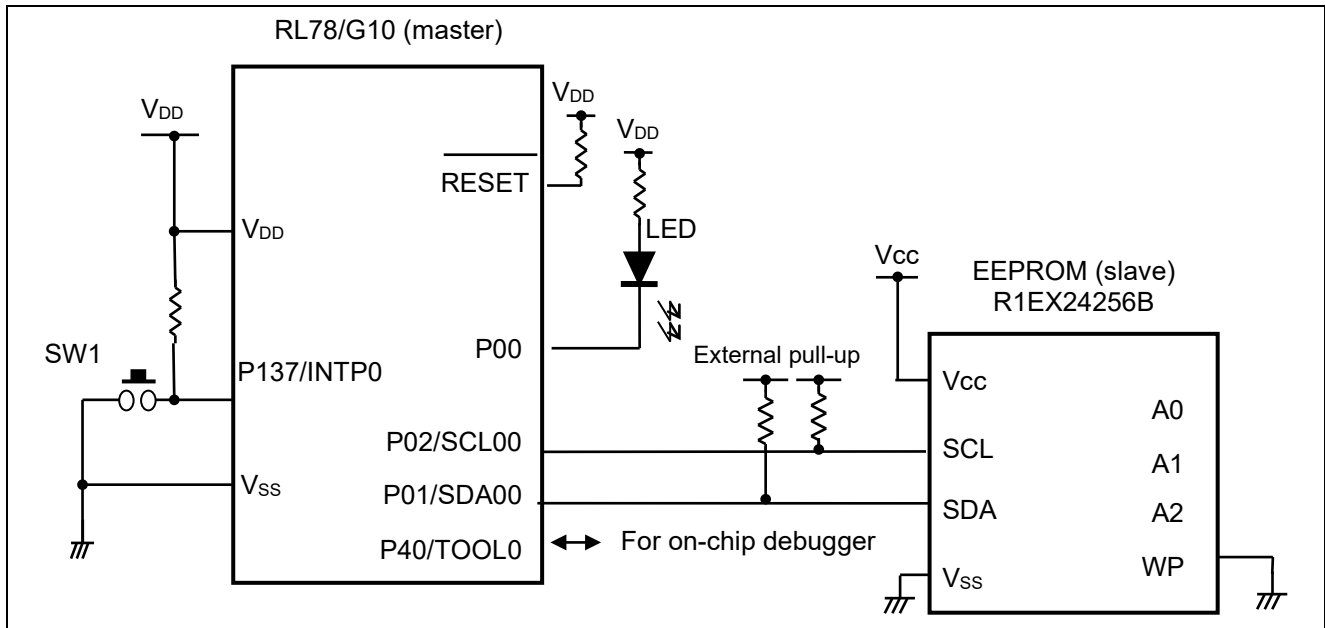 RL78/G10 (master)
VDD
VDD
VDD
RESET
LED
VDD
Vcc
EEPROM (slave)
R1EX24256B
SW1
P00
External pull-up
P137/INTP0
Vcc
A0
P02/SCL00
SCL
A1
VSS
P01/SDA00
SDA
A2
P40/TOOL0
For on-chip debugger
VSS
WP